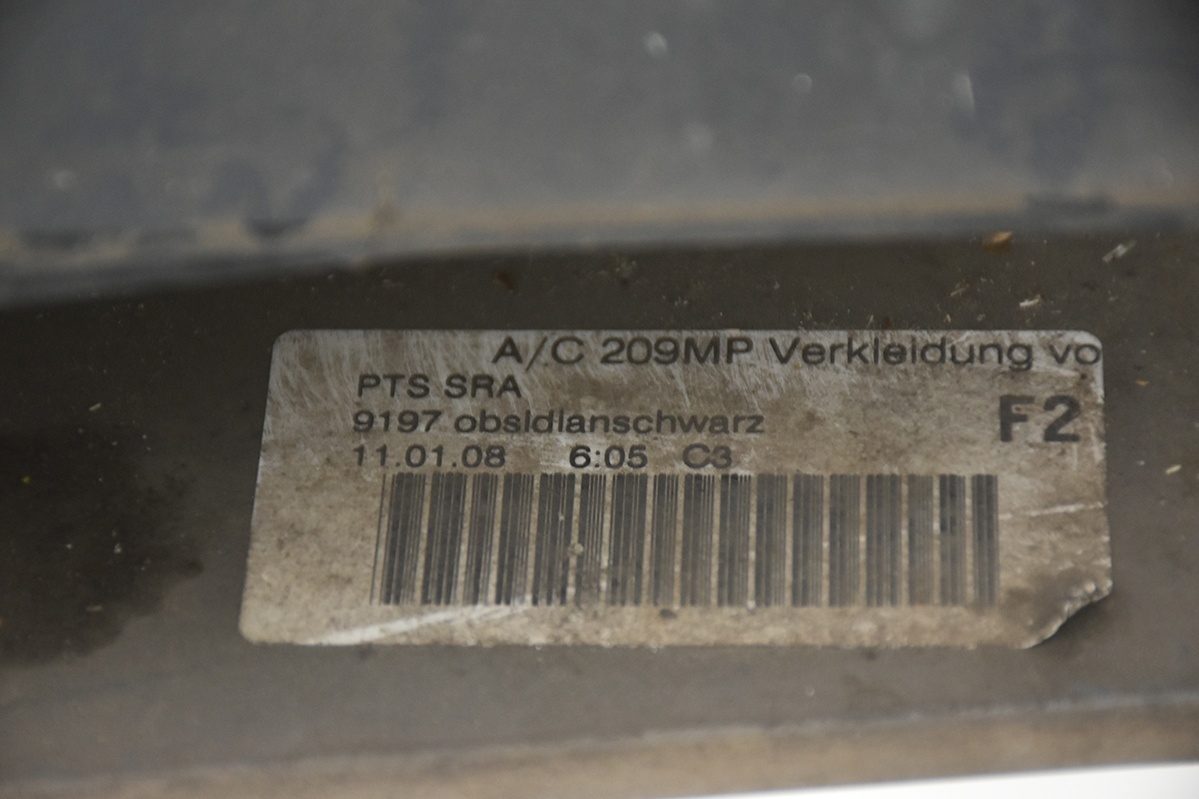 A/C 209MP Verkleidung vo
PTS SRA
9197 obsidianschwarz
F2
11.01.08 6:05 C3